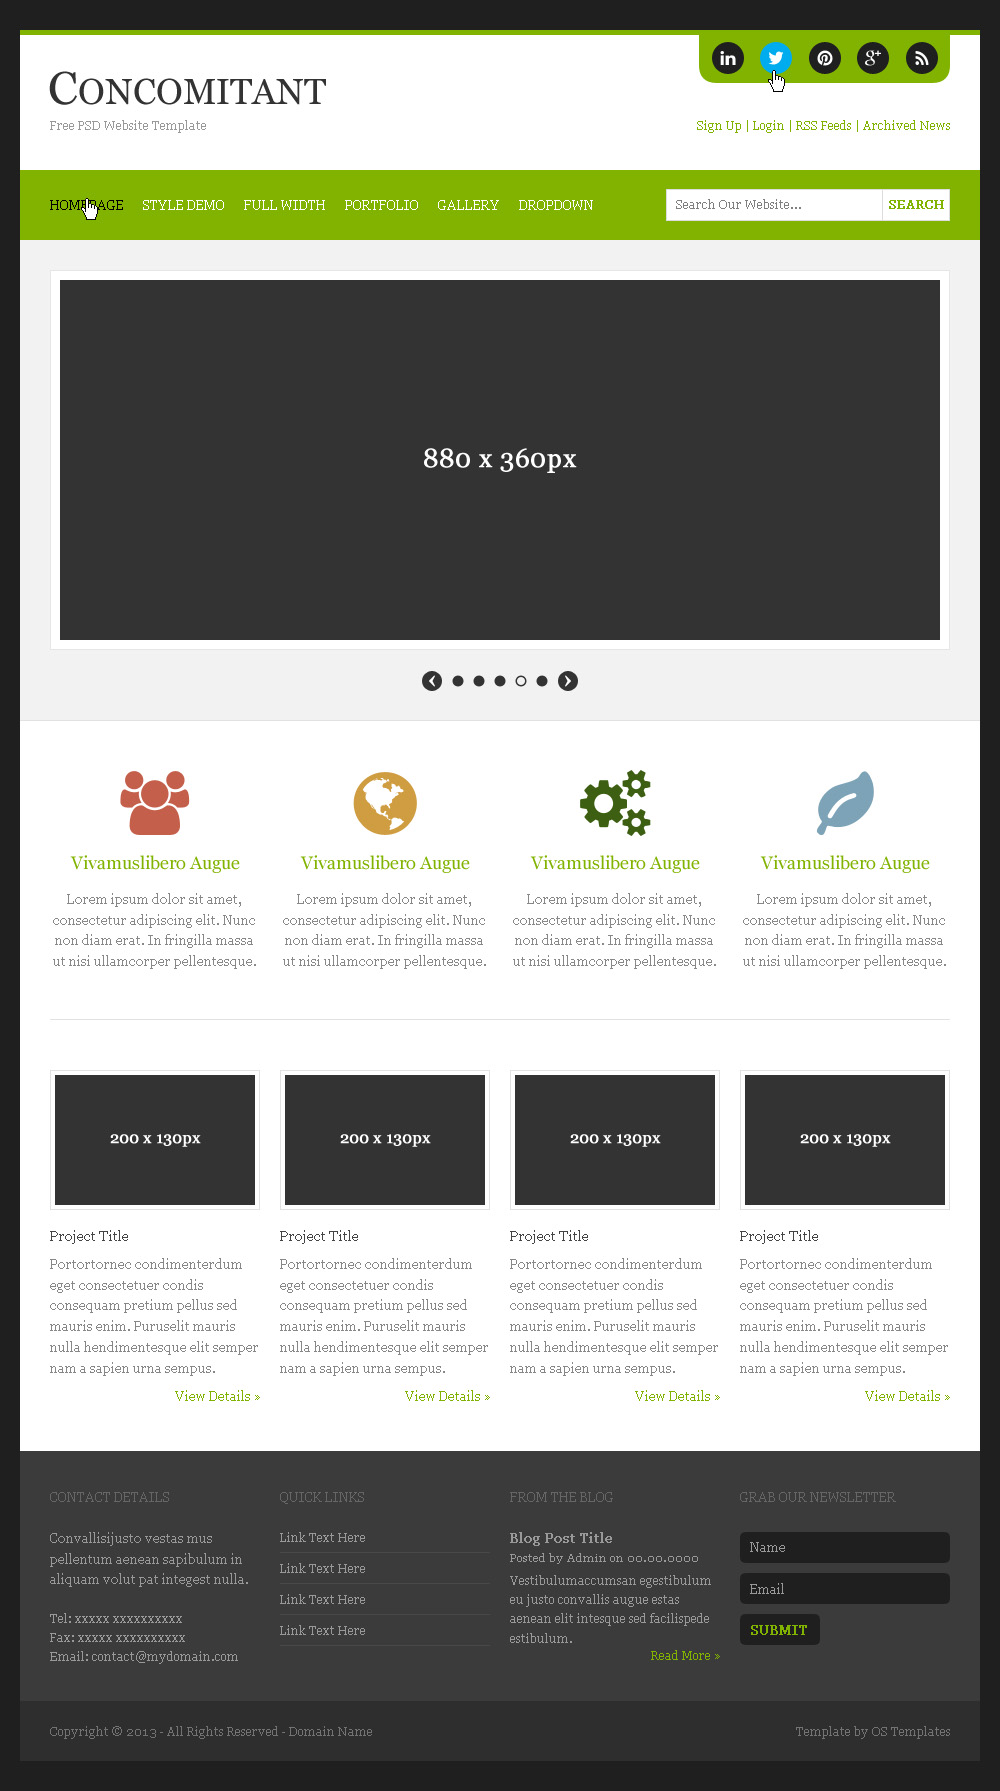 CONCOMITANT
Free PSD Website Template
Sign Up | Login | RSS Feeds | Archived News
HOMEPAGE STYLE DEMO FULL WIDTH PORTFOLIO GALLERY DROPDOWN
Search Our Website... SEARCH
880 x 360px
Vivamuslibero Augue
Lorem ipsum dolor sit amet,
consectetur adipiscing elit. Nunc
non diam erat. In fringilla massa
ut nisi ullamcorper pellentesque.
Vivamuslibero Augue
Lorem ipsum dolor sit amet,
consectetur adipiscing elit. Nunc
non diam erat. In fringilla massa
ut nisi ullamcorper pellentesque.
Vivamuslibero Augue
Lorem ipsum dolor sit amet,
consectetur adipiscing elit. Nunc
non diam erat. In fringilla massa
ut nisi ullamcorper pellentesque.
Vivamuslibero Augue
Lorem ipsum dolor sit amet,
consectetur adipiscing elit. Nunc
non diam erat. In fringilla massa
ut nisi ullamcorper pellentesque.
200 x 130px
Project Title
Portortornec condimenterdum
eget consectetuer condis
consequam pretium pellus sed
mauris enim. Puruselit mauris
nulla hendimentesque elit semper
nam a sapien urna sempus.
View Details »
200 x 130px
Project Title
Portortornec condimenterdum
eget consectetuer condis
consequam pretium pellus sed
mauris enim. Puruselit mauris
nulla hendimentesque elit semper
nam a sapien urna sempus.
View Details »
200 x 130px
Project Title
Portortornec condimenterdum
eget consectetuer condis
consequam pretium pellus sed
mauris enim. Puruselit mauris
nulla hendimentesque elit semper
nam a sapien urna sempus.
View Details »
200 x 130px
Project Title
Portortornec condimenterdum
eget consectetuer condis
consequam pretium pellus sed
mauris enim. Puruselit mauris
nulla hendimentesque elit semper
nam a sapien urna sempus.
View Details »
CONTACT DETAILS
Convallisijusto vestas mus
pellentum aenean sapibulum in
aliquam volut pat integest nulla.
Tel: xxxxx xxxxxxxxxx
Fax: xxxxx xxxxxxxxxx
Email: contact@mydomain.com
QUICK LINKS
Link Text Here
Link Text Here
Link Text Here
Link Text Here
FROM THE BLOG
Blog Post Title
Posted by Admin on 00.00.0000
Vestibulumaccumsan egestibulum
eu justo convallis augue estas
aenean elit intesque sed facilispede
estibulum.
Read More »
GRAB OUR NEWSLETTER
Name
Email
SUBMIT
Copyright © 2013 - All Rights Reserved - Domain Name
Template by OS Templates